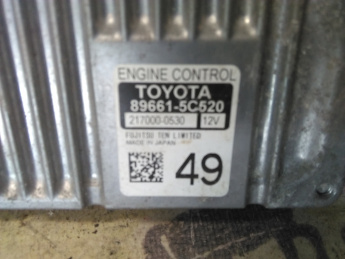 ENGINE CONTROL
TOYOTA
89661-5C520
217000-0530 12V
FUJITSU TEN LIMITED
MADE IN JAPAN
49